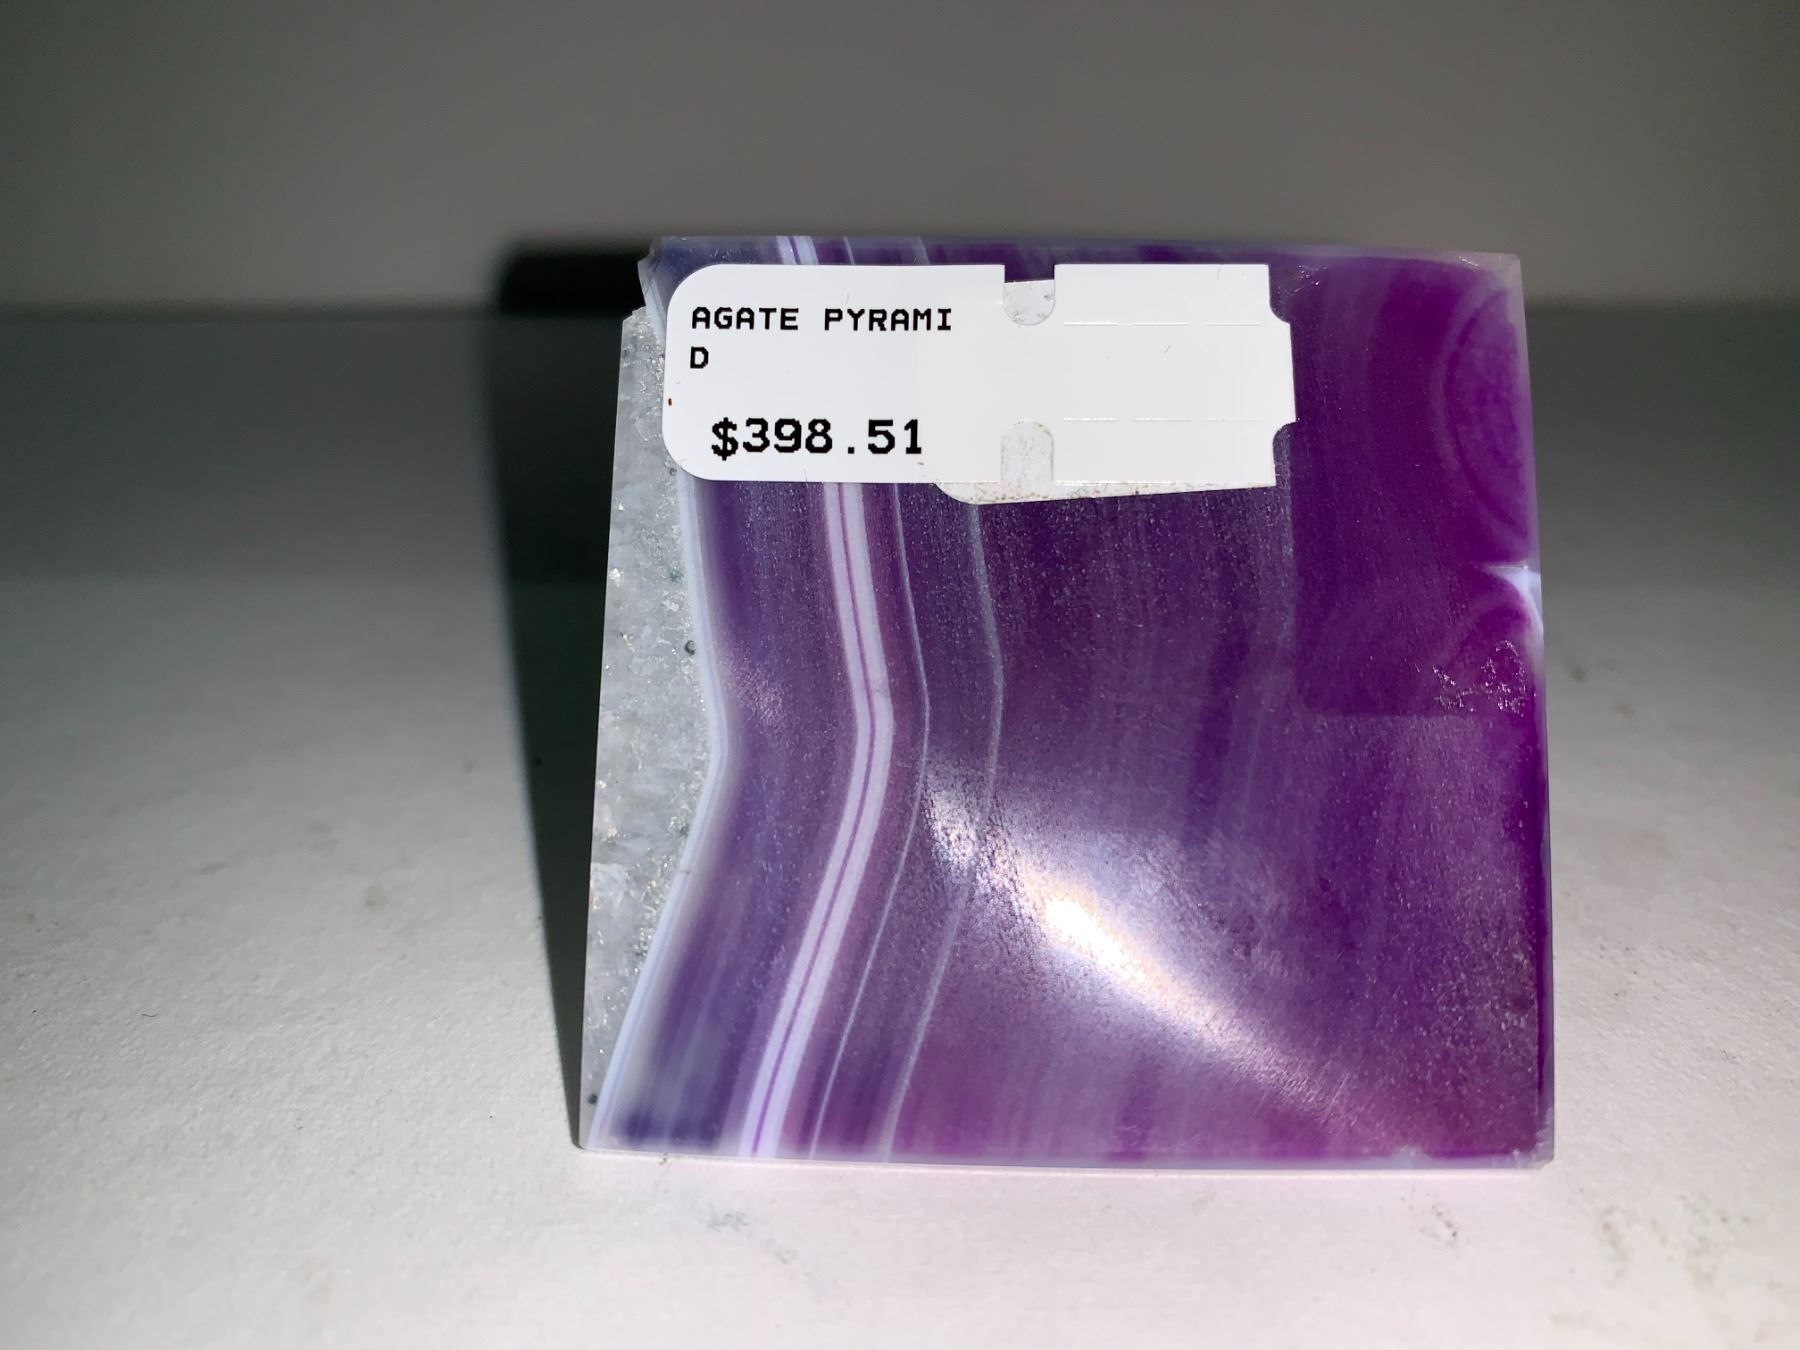 AGATE PYRAMI
D
$398.51